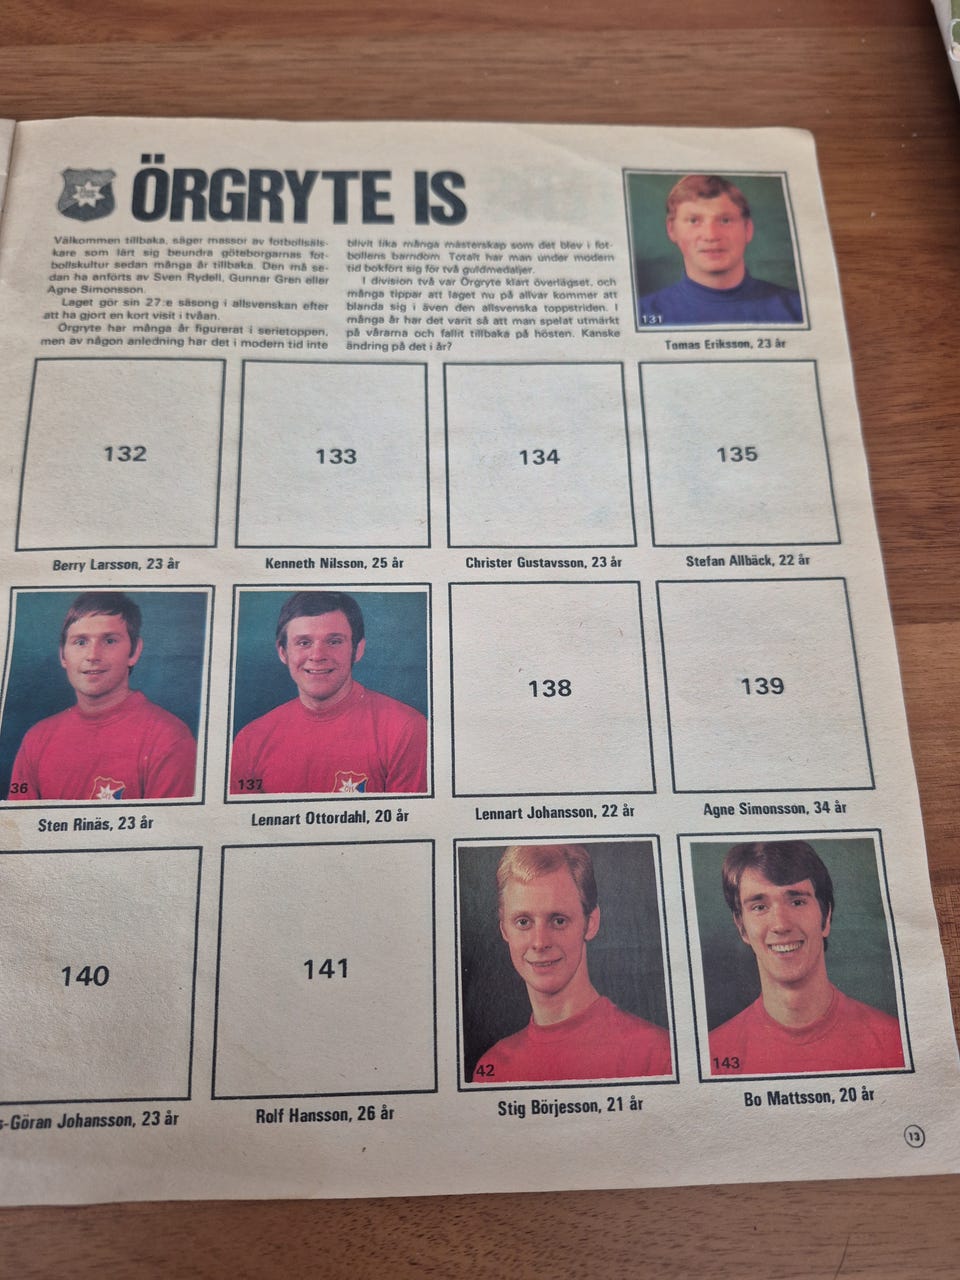 ÖRGRYTE IS
Välkommen tillbaka, säger massor av fotbollsäls-
kare som lärt sig beundra göteborgarnas fot-
bollskultur sedan många år tillbaka. Den må se-
dan ha anförts av Sven Rydell, Gunnar Gren eller
Agne Simonsson.
Laget gör sin 27:e säsong i allsvenskan efter
att ha gjort en kort visit i tvåan.
Örgryte har många år figurerat i serietoppen,
men av någon anledning har det i modern tid inte
blivit lika många mästerskap som det blev i fot-
bollens barndom. Totalt har man under modern
tid bokfört sig för två guldmedaljer.
I division två var Örgryte klart överlägset, och
många tippar att laget nu på allvar kommer att
blanda sig i även den allsvenska toppstriden. I
många år har det varit så att man spelat utmärkt
på vårarna och fallit tillbaka på hösten. Kanske
ändring på det i år?
131
Tomas Eriksson, 23 år
132
133
134
135
Berry Larsson, 23 år
Kenneth Nilsson, 25 år
Christer Gustavsson, 23 år
Stefan Allbäck, 22 år
36
137
138
139
Sten Rinäs, 23 år
Lennart Ottordahl, 20 år
Lennart Johansson, 22 år
Agne Simonsson, 34 år
140
141
42
143
s-Göran Johansson, 23 år
Rolf Hansson, 26 år
Stig Börjesson, 21 år
Bo Mattsson, 20 år
13